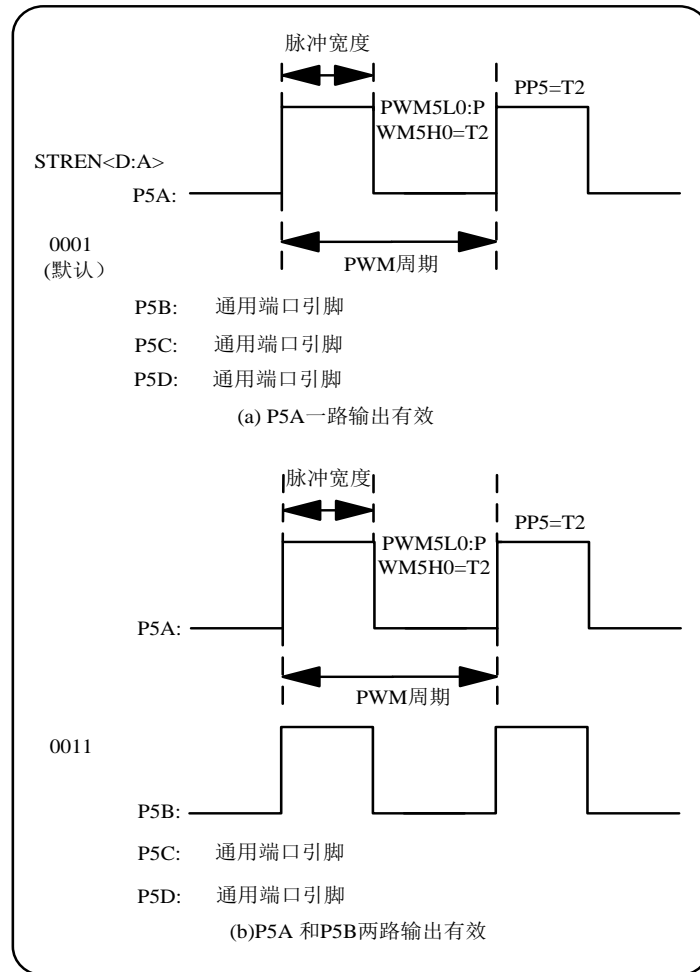 脉冲宽度
PP5=T2
PWM5L0:P
WM5H0=T2
STREN<D:A>
P5A:
0001
(默认）
PWM周期
P5B: 通用端口引脚
P5C: 通用端口引脚
P5D: 通用端口引脚
(a) P5A一路输出有效
脉冲宽度
PP5=T2
PWM5L0:P
WM5H0=T2
P5A:
PWM周期
0011
P5B:
P5C: 通用端口引脚
P5D: 通用端口引脚
(b)P5A 和P5B两路输出有效